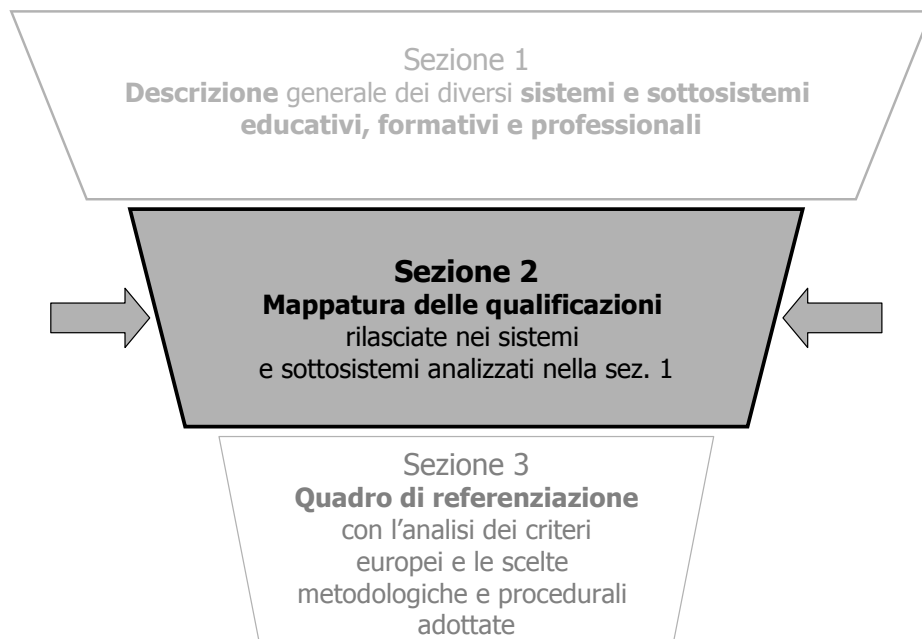 Sezione 1
Descrizione generale dei diversi sistemi e sottosistemi
educativi, formativi e professionali
Sezione 2
Mappatura delle qualificazioni
rilasciate nei sistemi
e sottosistemi analizzati nella sez. 1
Sezione 3
Quadro di referenziazione
con l'analisi dei criteri
europei e le scelte
metodologiche e procedurali
adottate